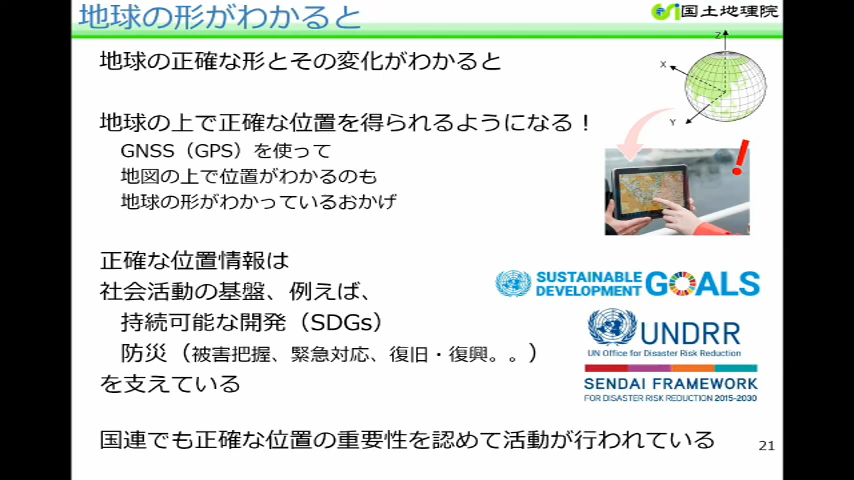 地球の形がわかると
国土地理院
地球の正確な形とその変化がわかると
Z
X
Y
地球の上で正確な位置を得られるようになる！
GNSS（GPS）を使って
地図の上で位置がわかるのも
地球の形がわかっているおかげ
正確な位置情報は
社会活動の基盤、例えば、
持続可能な開発（SDGs）
防災（被害把握、緊急対応、復旧・復興。。）
を支えている
SUSTAINABLE
DEVELOPMENT
GOALS
UNDRR
UN Office for Disaster Risk Reduction
SENDAI FRAMEWORK
FOR DISASTER RISK REDUCTION 2015-2030
国連でも正確な位置の重要性を認めて活動が行われている
21